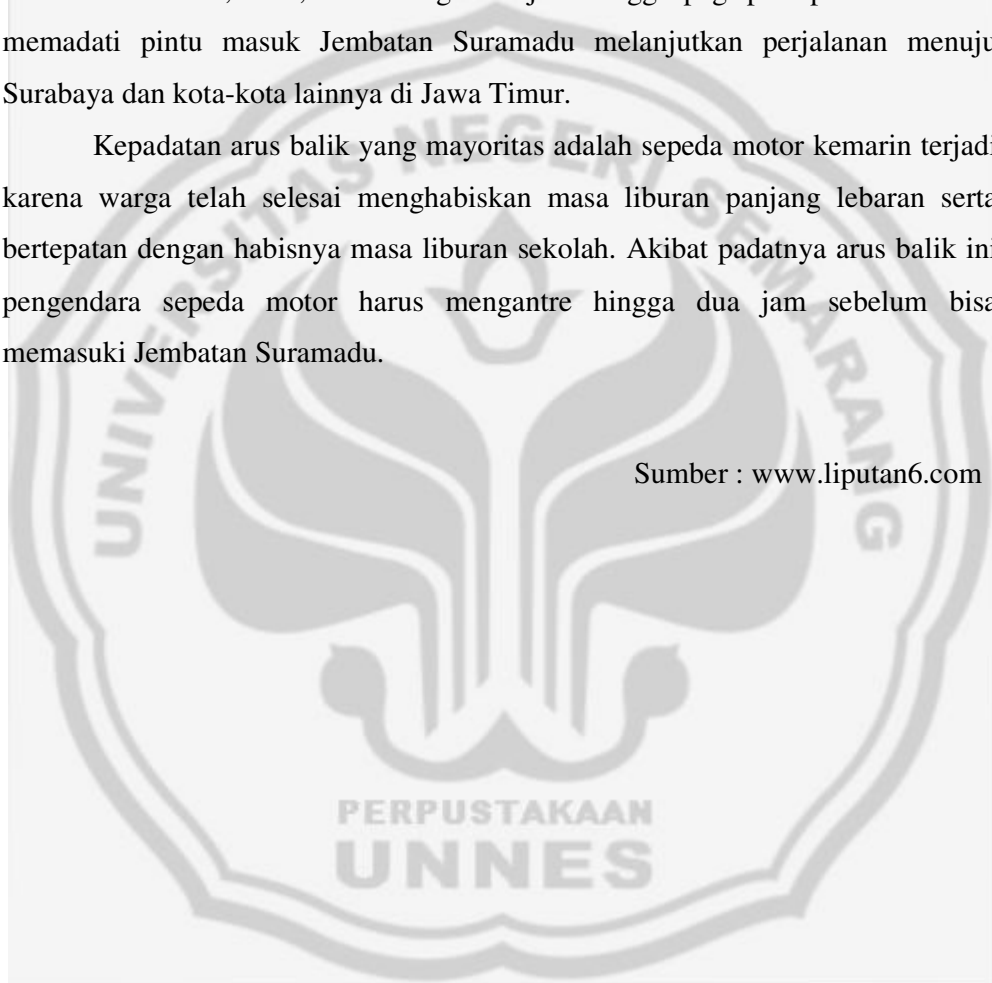 memadati pintu masuk Jembatan Suramadu melanjutkan perjalanan menuju
Surabaya dan kota-kota lainnya di Jawa Timur.
Kepadatan arus balik yang mayoritas adalah sepeda motor kemarin terjadi
karena warga telah selesai menghabiskan masa liburan panjang lebaran serta
bertepatan dengan habisnya masa liburan sekolah. Akibat padatnya arus balik ini
pengendara sepeda motor harus mengantre hingga dua jam sebelum bisa
memasuki Jembatan Suramadu.
Sumber : www.liputan6.com
UNIVERSITAS NEGERI SEMARANG
PERPUSTAKAAN
UNNES